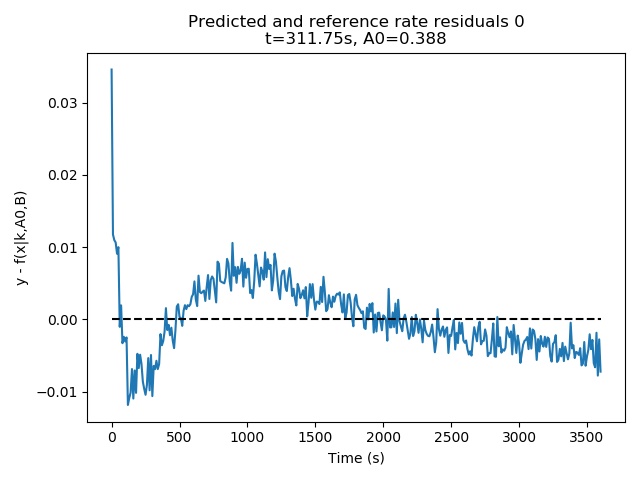 Predicted and reference rate residuals 0
t=311.75s, A0=0.388
y - f(x|k,A0,B)
0.03
0.02
0.01
0.00
−0.01
0 500 1000 1500 2000 2500 3000 3500
Time (s)